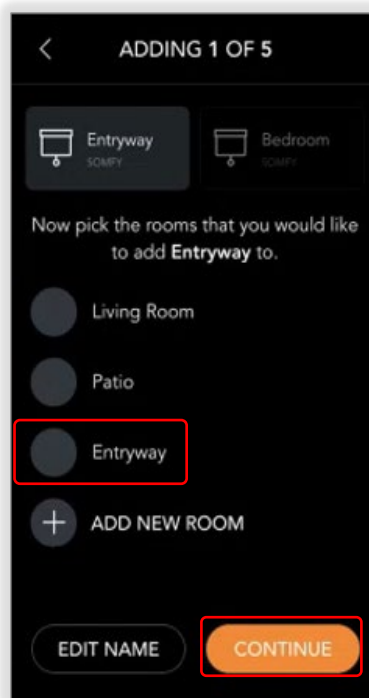 ADDING 1 OF 5
Entryway
SOMFY
Bedroom
SOMFY
Now pick the rooms that you would like
to add Entryway to.
Living Room
Patio
Entryway
ADD NEW ROOM
EDIT NAME
CONTINUE